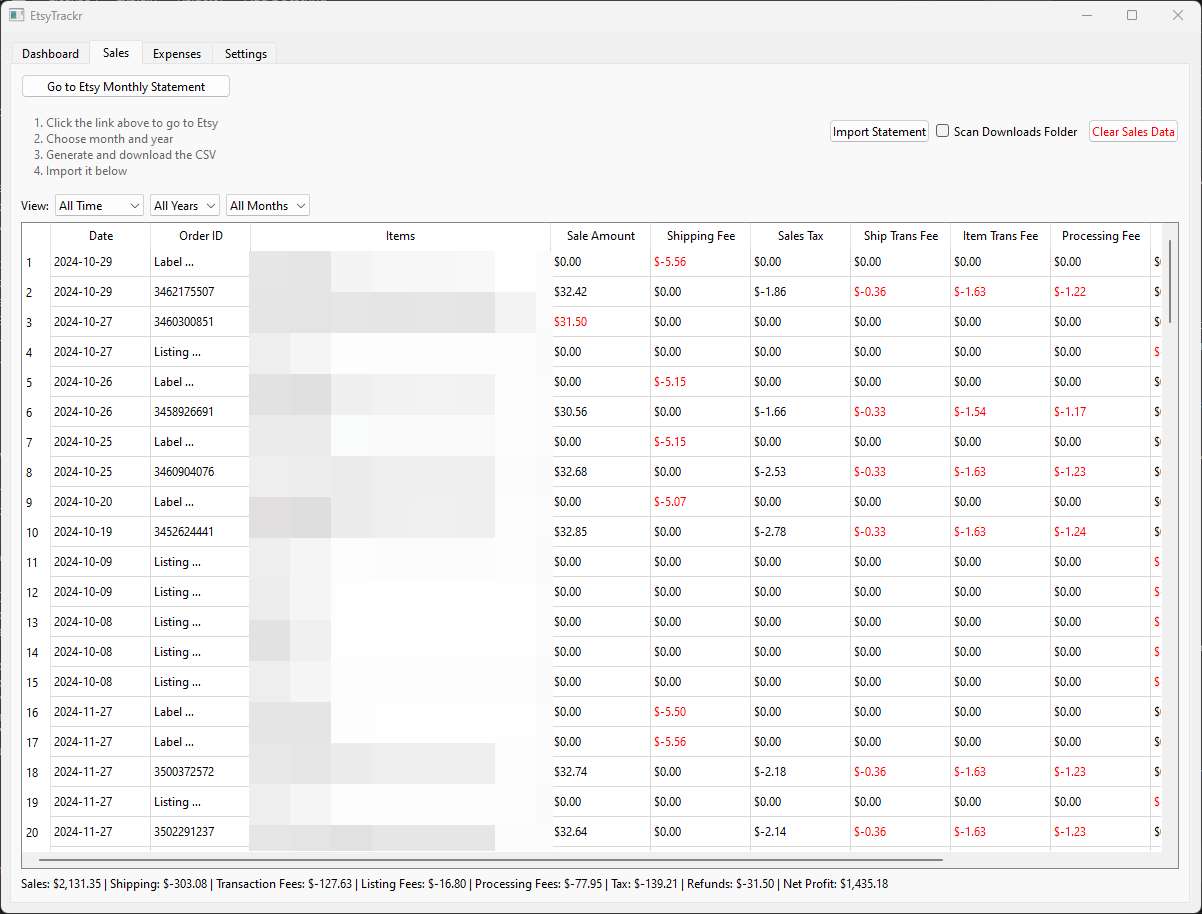 EtsyTrackr
Dashboard Sales Expenses Settings
Go to Etsy Monthly Statement
1. Click the link above to go to Etsy
2. Choose month and year
3. Generate and download the CSV
4. Import it below
Import Statement Scan Downloads Folder Clear Sales Data
View: All Time All Years All Months
Date Order ID Items Sale Amount Shipping Fee Sales Tax Ship Trans Fee Item Trans Fee Processing Fee
1 2024-10-29 Label ... $0.00 $-5.56 $0.00 $0.00 $0.00 $0.00
2 2024-10-29 3462175507 $32.42 $0.00 $-1.86 $-0.36 $-1.63 $-1.22
3 2024-10-27 3460300851 $31.50 $0.00 $0.00 $0.00 $0.00 $0.00
4 2024-10-27 Listing ... $0.00 $0.00 $0.00 $0.00 $0.00 $0.00
5 2024-10-26 Label ... $0.00 $-5.15 $0.00 $0.00 $0.00 $0.00
6 2024-10-26 3458926691 $30.56 $0.00 $-1.66 $-0.33 $-1.54 $-1.17
7 2024-10-25 Label ... $0.00 $-5.15 $0.00 $0.00 $0.00 $0.00
8 2024-10-25 3460904076 $32.68 $0.00 $-2.53 $-0.33 $-1.63 $-1.23
9 2024-10-20 Label ... $0.00 $-5.07 $0.00 $0.00 $0.00 $0.00
10 2024-10-19 3452624441 $32.85 $0.00 $-2.78 $-0.33 $-1.63 $-1.24
11 2024-10-09 Listing ... $0.00 $0.00 $0.00 $0.00 $0.00 $0.00
12 2024-10-09 Listing ... $0.00 $0.00 $0.00 $0.00 $0.00 $0.00
13 2024-10-08 Listing ... $0.00 $0.00 $0.00 $0.00 $0.00 $0.00
14 2024-10-08 Listing ... $0.00 $0.00 $0.00 $0.00 $0.00 $0.00
15 2024-10-08 Listing ... $0.00 $0.00 $0.00 $0.00 $0.00 $0.00
16 2024-11-27 Label ... $0.00 $-5.50 $0.00 $0.00 $0.00 $0.00
17 2024-11-27 Label ... $0.00 $-5.56 $0.00 $0.00 $0.00 $0.00
18 2024-11-27 3500372572 $32.74 $0.00 $-2.18 $-0.36 $-1.63 $-1.23
19 2024-11-27 Listing ... $0.00 $0.00 $0.00 $0.00 $0.00 $0.00
20 2024-11-27 3502291237 $32.64 $0.00 $-2.14 $-0.36 $-1.63 $-1.23
Sales: $2,131.35 | Shipping: $-303.08 | Transaction Fees: $-127.63 | Listing Fees: $-16.80 | Processing Fees: $-77.95 | Tax: $-139.21 | Refunds: $-31.50 | Net Profit: $1,435.18